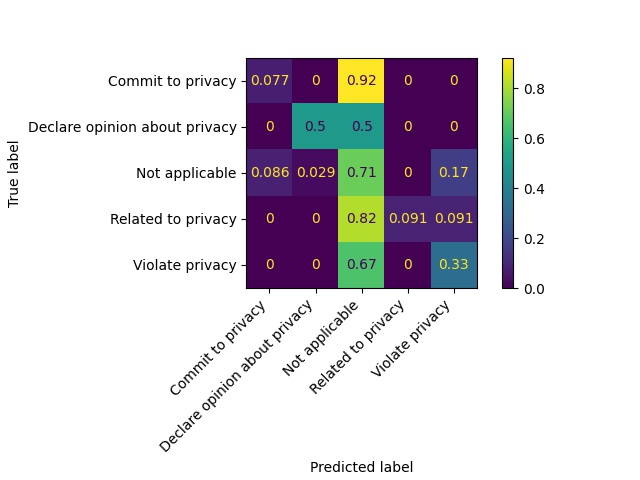 Commit to privacy 0.077 0 0.92 0 0
Declare opinion about privacy 0 0.5 0.5 0 0
Not applicable 0.086 0.029 0.71 0 0.17
Related to privacy 0 0 0.82 0.091 0.091
Violate privacy 0 0 0.67 0 0.33
True label
Commit to privacy
Declare opinion about privacy
Not applicable
Related to privacy
Violate privacy
Predicted label
0.8
0.6
0.4
0.2
0.0